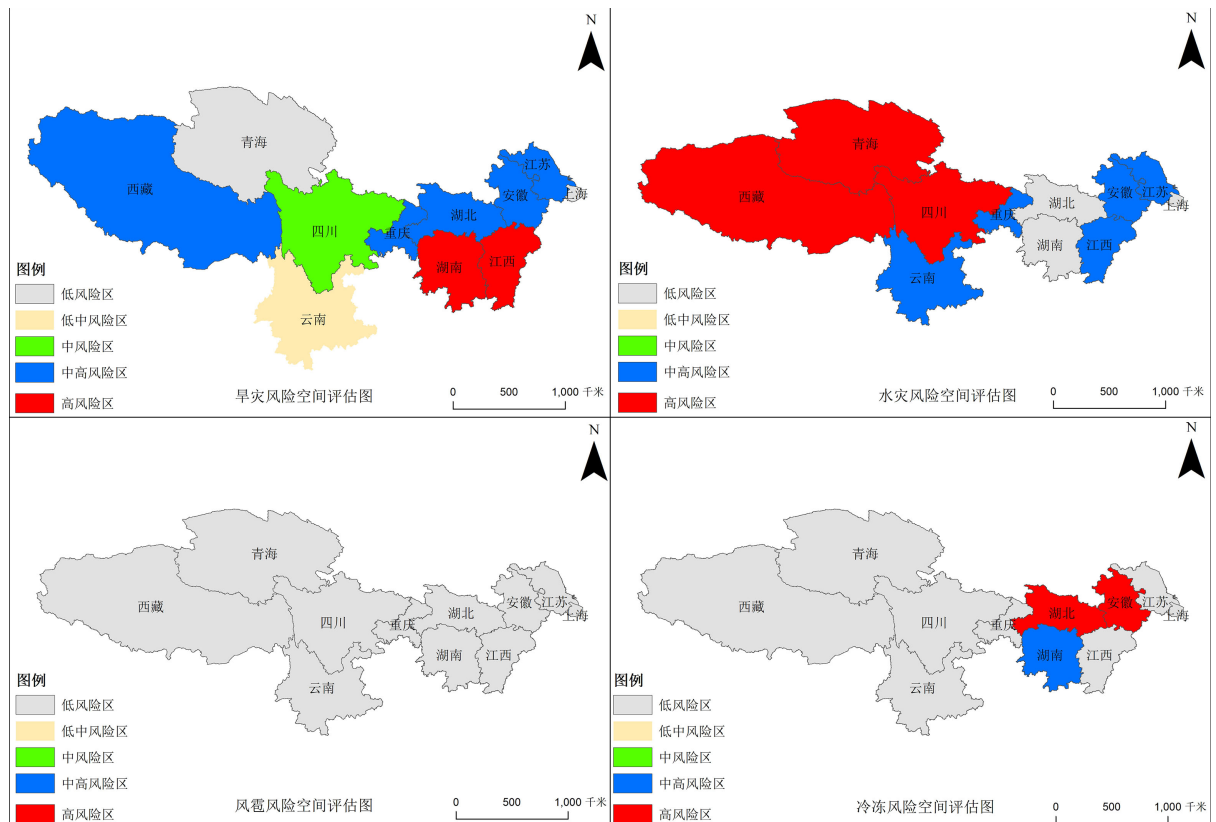 N
青海
西藏
四川
重庆
湖北
安徽
江苏
上海
湖南
江西
云南
图例
低风险区
低中风险区
中风险区
中高风险区
高风险区
旱灾风险空间评估图
0 500 1,000 千米
N
青海
西藏
四川
重庆
湖北
安徽
江苏
上海
湖南
江西
云南
图例
低风险区
低中风险区
中风险区
中高风险区
高风险区
水灾风险空间评估图
0 500 1,000 千米
N
青海
西藏
四川
重庆
湖北
安徽
江苏
上海
湖南
江西
云南
图例
低风险区
低中风险区
中风险区
中高风险区
高风险区
风雹风险空间评估图
0 500 1,000 千米
N
青海
西藏
四川
重庆
湖北
安徽
江苏
上海
湖南
江西
云南
图例
低风险区
低中风险区
中风险区
中高风险区
高风险区
冷冻风险空间评估图
0 500 1,000 千米